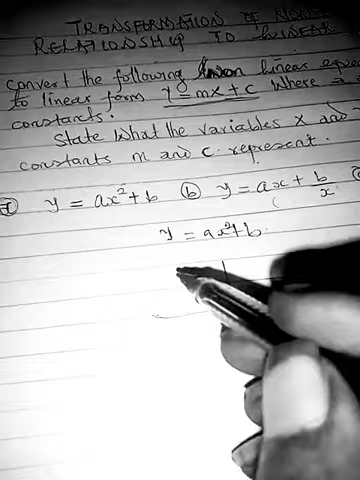 TRANSFORMATION OF
RELATIONSHIP TO LINEAR
convert the following linear
to linear form Y = mx + c where
constants.
State what the variables x and
constants m and c represent.
y = ax² + b (b) y = ax + b/x
y = ax² + b